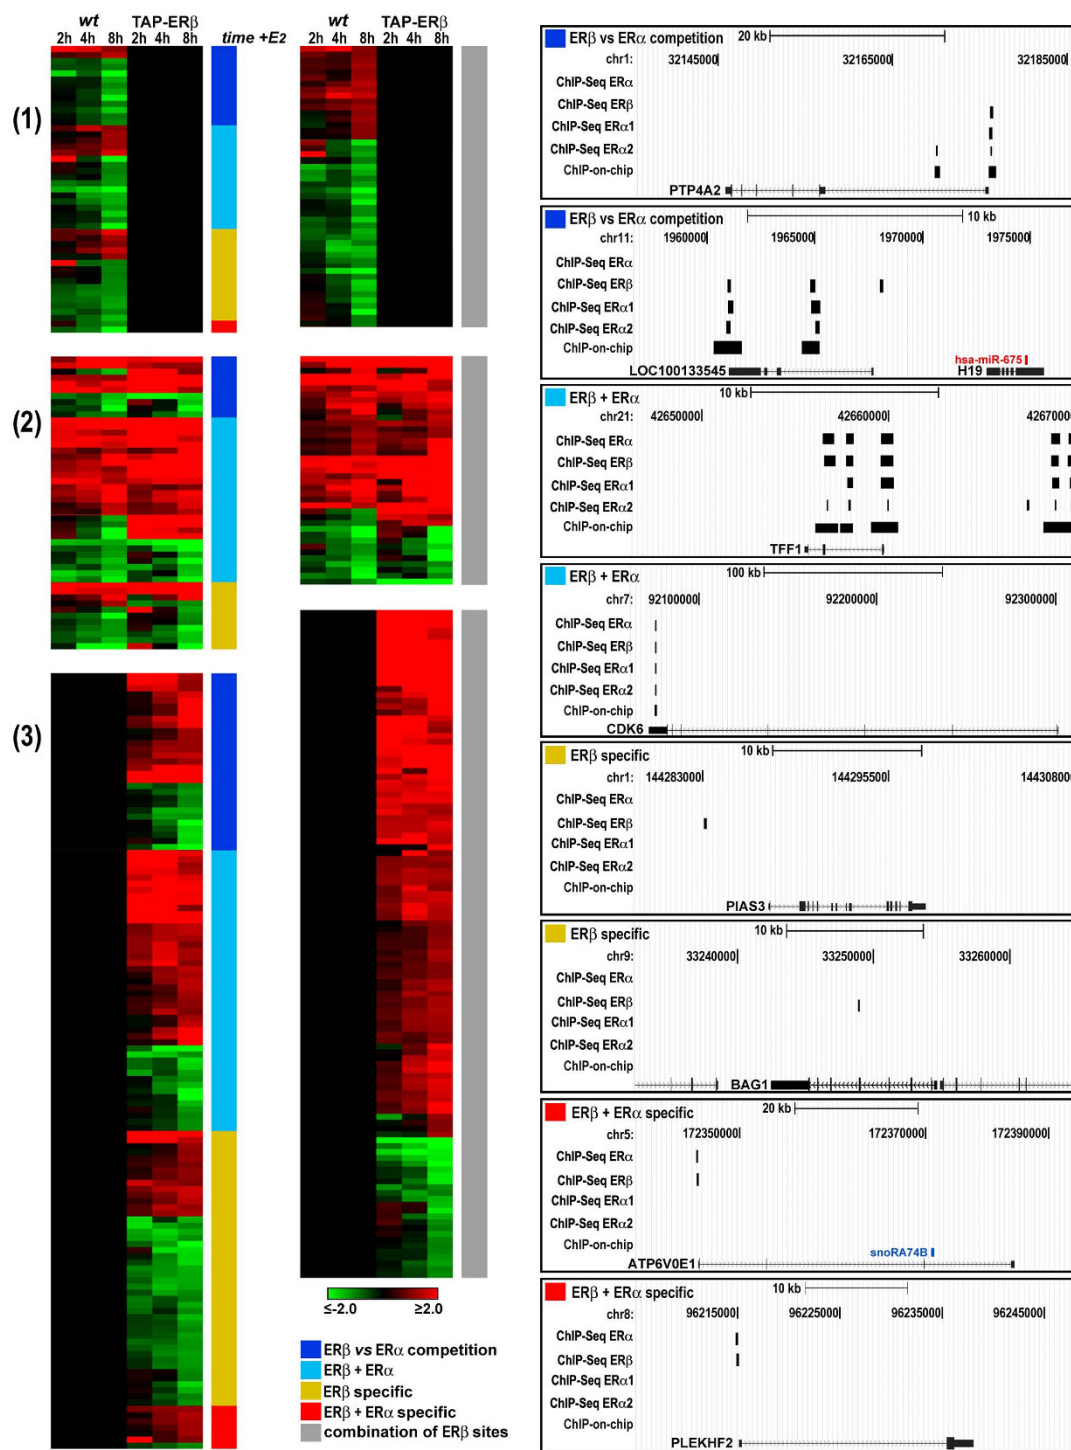 wt TAP-ERβ
2h 4h 8h 2h 4h 8h time +E2
wt TAP-ERβ
2h 4h 8h 2h 4h 8h
(1)
(2)
(3)
≤-2.0 ≥2.0
ERβ vs ERα competition
ERβ + ERα
ERβ specific
ERβ + ERα specific
combination of ERβ sites
ERβ vs ERα competition
20 kb
chr1: 32145000 32165000 32185000
ChIP-Seq ERα
ChIP-Seq ERβ
ChIP-Seq ERα1
ChIP-Seq ERα2
ChIP-on-chip
PTP4A2
ERβ vs ERα competition
10 kb
chr11: 1960000 1965000 1970000 1975000
ChIP-Seq ERα
ChIP-Seq ERβ
ChIP-Seq ERα1
ChIP-Seq ERα2
ChIP-on-chip
hsa-miR-675
LOC100133545 H19
ERβ + ERα
10 kb
chr21: 42650000 42660000 42670000
ChIP-Seq ERα
ChIP-Seq ERβ
ChIP-Seq ERα1
ChIP-Seq ERα2
ChIP-on-chip
TFF1
ERβ + ERα
100 kb
chr7: 92100000 92200000 92300000
ChIP-Seq ERα
ChIP-Seq ERβ
ChIP-Seq ERα1
ChIP-Seq ERα2
ChIP-on-chip
CDK6
ERβ specific
10 kb
chr1: 144283000 144295500 144308000
ChIP-Seq ERα
ChIP-Seq ERβ
ChIP-Seq ERα1
ChIP-Seq ERα2
ChIP-on-chip
PIAS3
ERβ specific
10 kb
chr9: 33240000 33250000 33260000
ChIP-Seq ERα
ChIP-Seq ERβ
ChIP-Seq ERα1
ChIP-Seq ERα2
ChIP-on-chip
BAG1
ERβ + ERα specific
20 kb
chr5: 172350000 172370000 172390000
ChIP-Seq ERα
ChIP-Seq ERβ
ChIP-Seq ERα1
ChIP-Seq ERα2
ChIP-on-chip
snoRA74B
ATP6V0E1
ERβ + ERα specific
10 kb
chr8: 96215000 96225000 96235000 96245000
ChIP-Seq ERα
ChIP-Seq ERβ
ChIP-Seq ERα1
ChIP-Seq ERα2
ChIP-on-chip
PLEKHF2